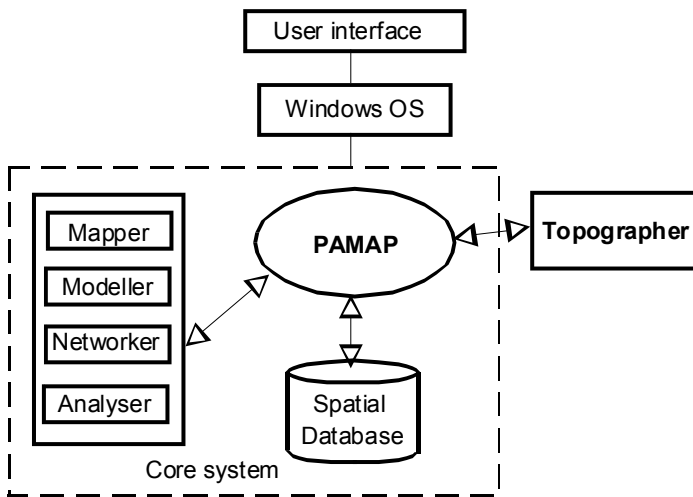 User interface
Windows OS
Mapper
Modeller
Networker
Analyser
PAMAP
Topographer
Spatial
Database
Core system